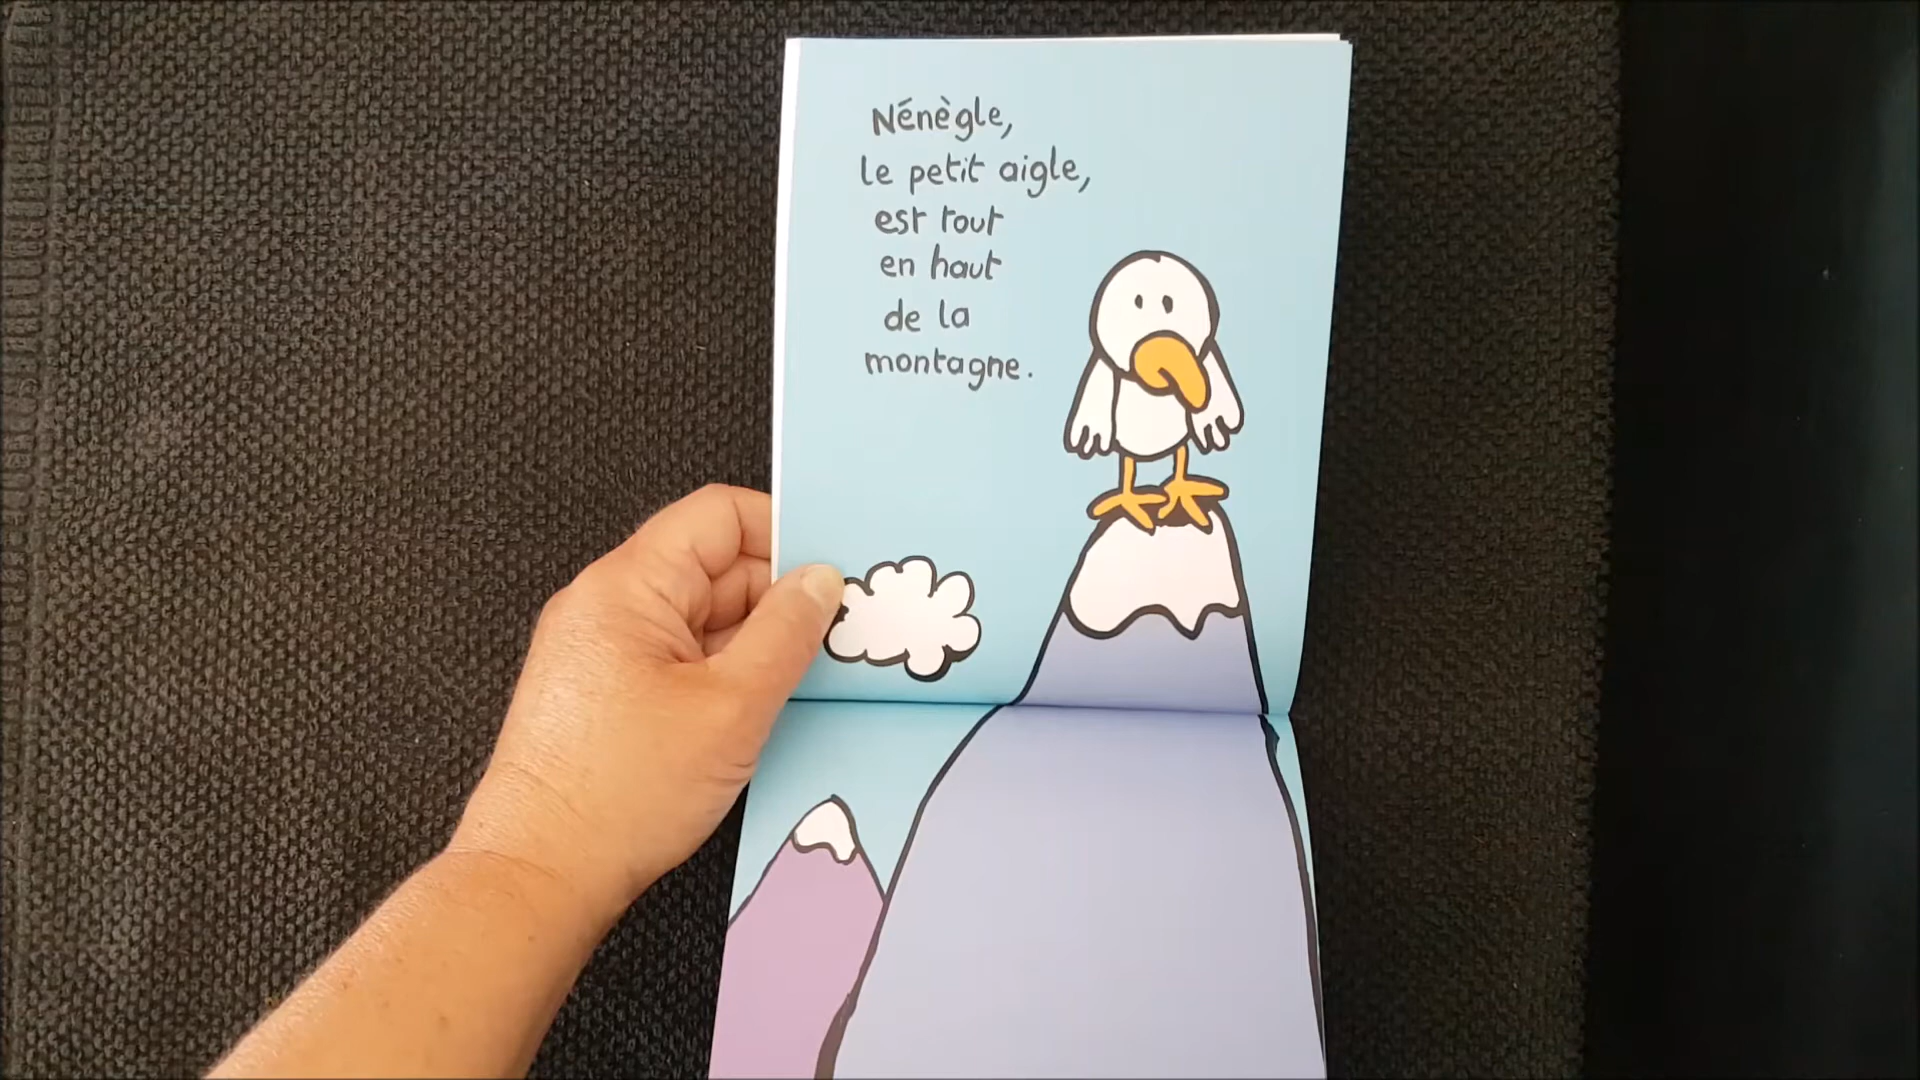 Nénègle,
le petit aigle,
est tout
en haut
de la
montagne.